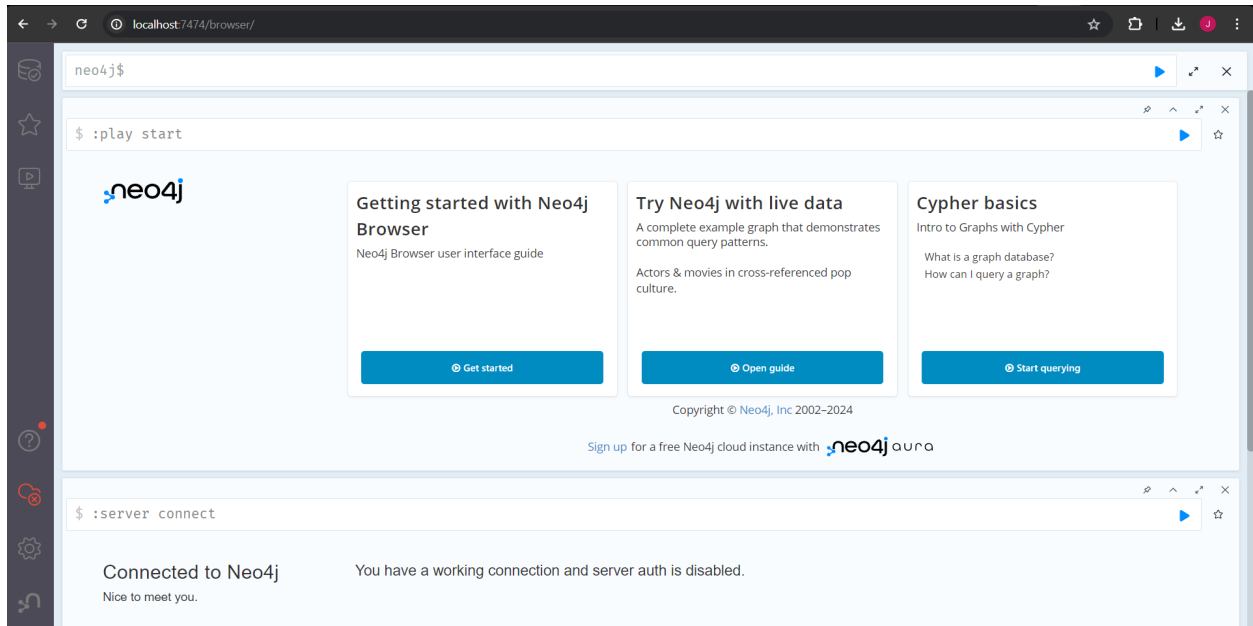 localhost:7474/browser/
J
neo4j$
$ :play start
neo4j
Getting started with Neo4j
Browser
Neo4j Browser user interface guide
Get started
Try Neo4j with live data
A complete example graph that demonstrates
common query patterns.
Actors & movies in cross-referenced pop
culture.
Open guide
Cypher basics
Intro to Graphs with Cypher
What is a graph database?
How can I query a graph?
Start querying
Copyright © Neo4j, Inc 2002–2024
Sign up for a free Neo4j cloud instance with neo4j aura
$ :server connect
Connected to Neo4j
Nice to meet you.
You have a working connection and server auth is disabled.